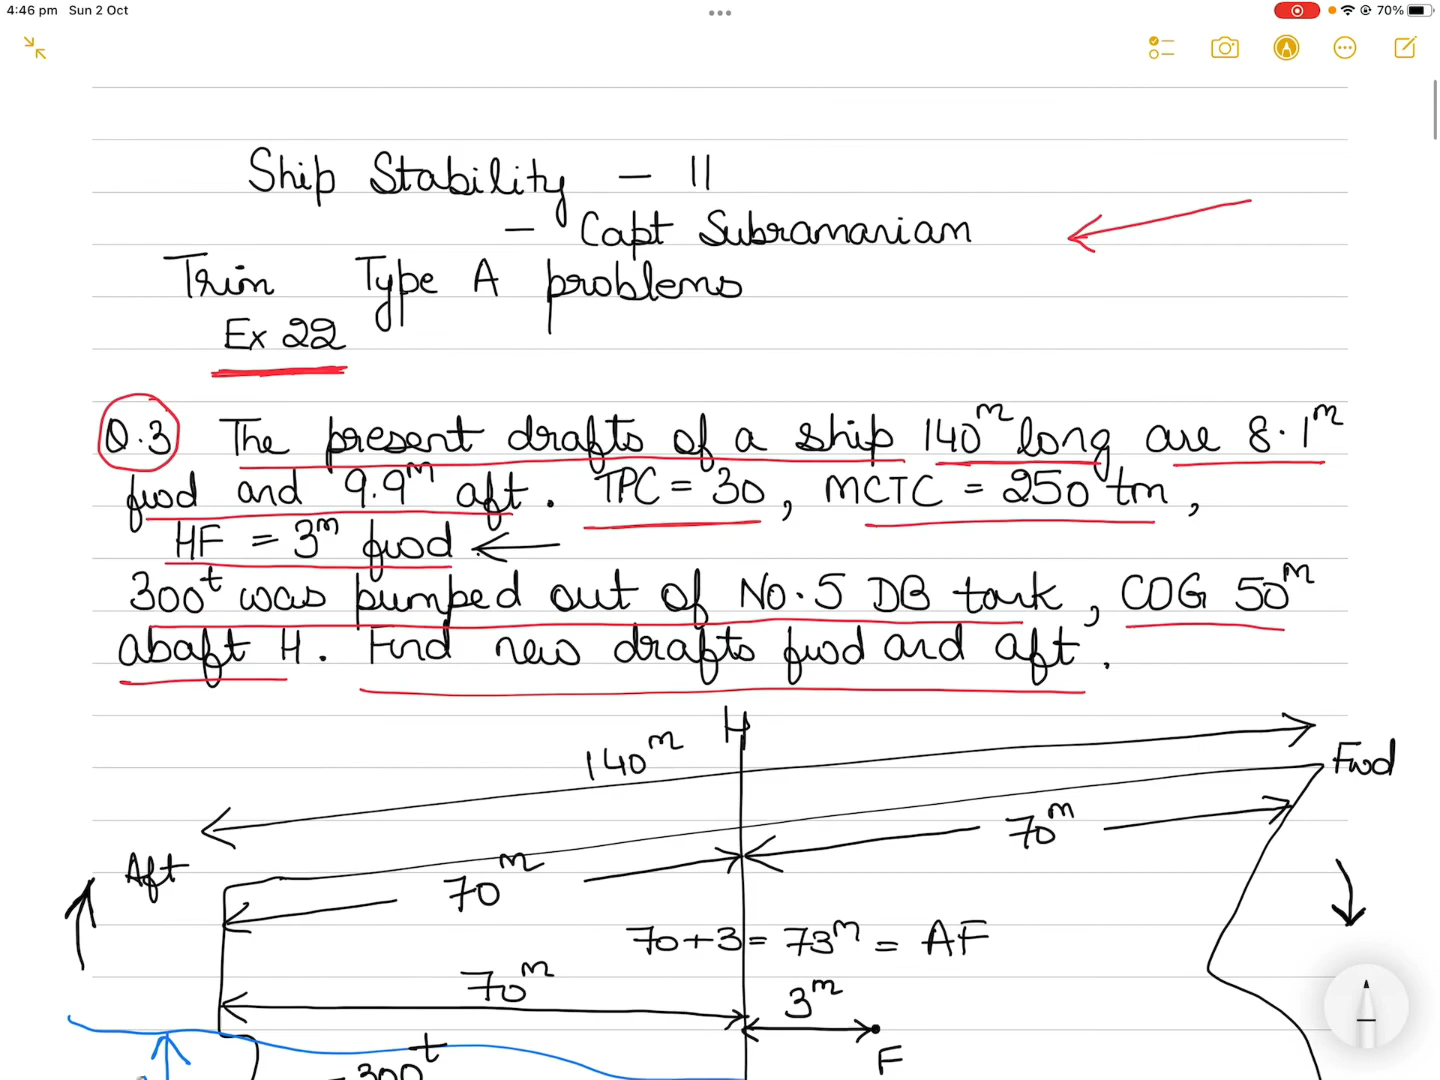 4:46 pm Sun 2 Oct
70%
Ship Stability - II
- Capt Subramanian
Trim Type A problems
Ex 22
Q.3 The present drafts of a ship 140m long are 8.1m
fwd and 9.9m aft. TPC = 30, MCTC = 250 tm,
HF = 3m fwd
300t was pumped out of No.5 DB tank, COG 50m
abaft H. Find new drafts fwd and aft.
H
140m
Fwd
70m
Aft
70m
70+3 = 73m = AF
70m
3m
F
- 300t